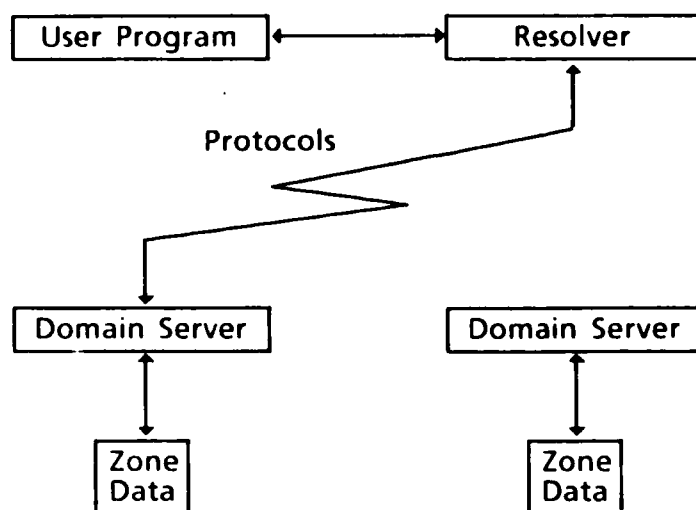 User Program
Resolver
Protocols
Domain Server
Domain Server
Zone
Data
Zone
Data